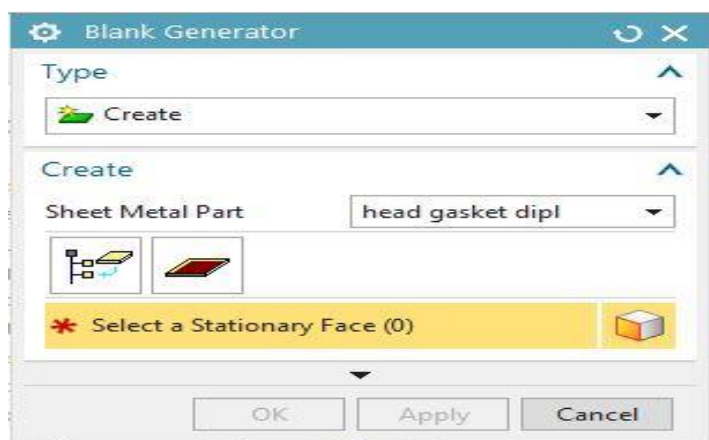 Blank Generator
Type
Create
Create
Sheet Metal Part head gasket dipl
* Select a Stationary Face (0)
OK Apply Cancel